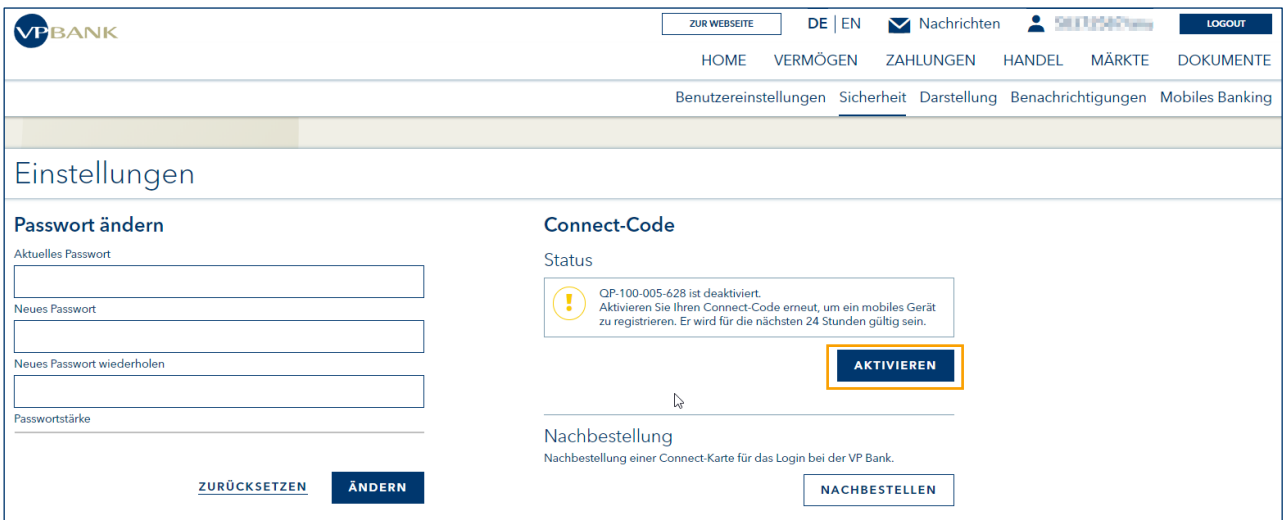 VPBANK
ZUR WEBSEITE
DE | EN
Nachrichten
LOGOUT
HOME VERMÖGEN ZAHLUNGEN HANDEL MÄRKTE DOKUMENTE
Benutzereinstellungen Sicherheit Darstellung Benachrichtigungen Mobiles Banking
Einstellungen
Passwort ändern
Aktuelles Passwort
Neues Passwort
Neues Passwort wiederholen
Passwortstärke
ZURÜCKSETZEN
ÄNDERN
Connect-Code
Status
QP-100-005-628 ist deaktiviert.
Aktivieren Sie Ihren Connect-Code erneut, um ein mobiles Gerät
zu registrieren. Er wird für die nächsten 24 Stunden gültig sein.
AKTIVIEREN
Nachbestellung
Nachbestellung einer Connect-Karte für das Login bei der VP Bank.
NACHBESTELLEN